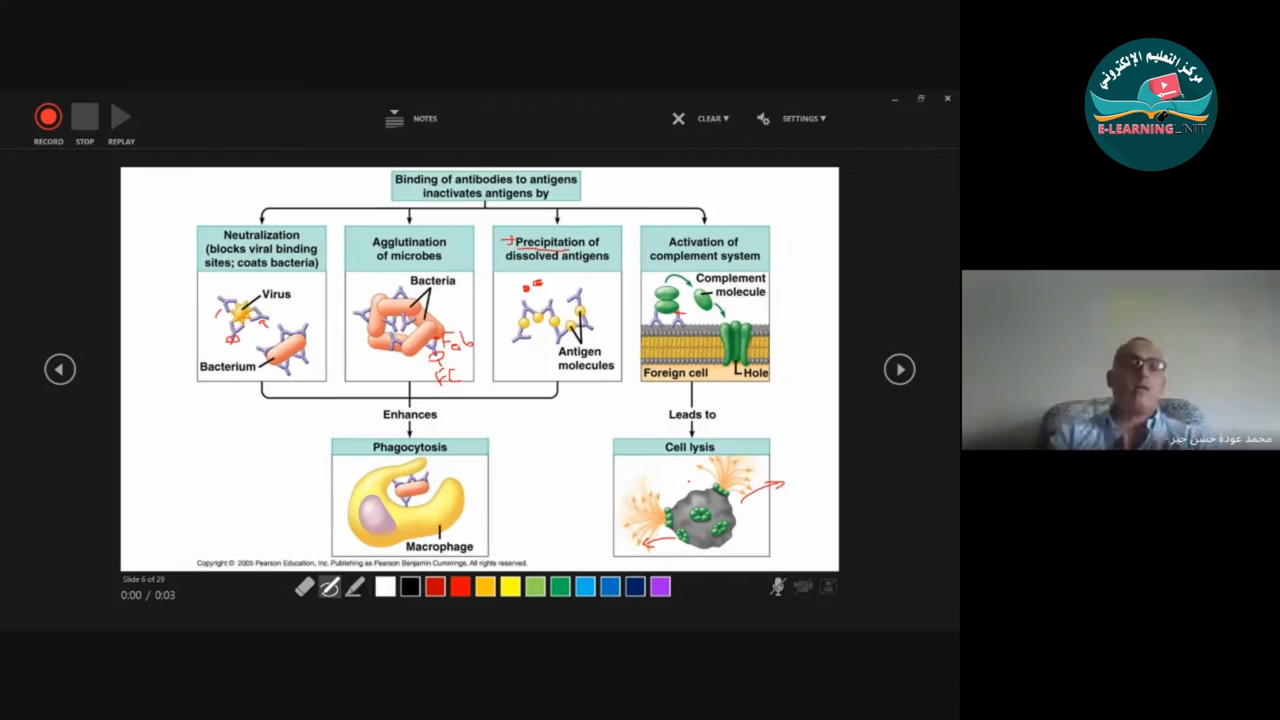 مركز التعليم الإلكتروني
E-LEARNING UNIT
RECORD
STOP
REPLAY
NOTES
CLEAR
SETTINGS
Binding of antibodies to antigens
inactivates antigens by
Neutralization
(blocks viral binding
sites; coats bacteria)
Virus
Bacterium
Agglutination
of microbes
Bacteria
Fab
FC
Precipitation of
dissolved antigens
Antigen
molecules
Activation of
complement system
Complement
molecule
Foreign cell
Hole
Enhances
Leads to
Phagocytosis
Macrophage
Cell lysis
Copyright © 2005 Pearson Education, Inc. Publishing as Pearson Benjamin Cummings. All rights reserved.
Slide 6 of 29
0:00 / 0:03
محمد عودة حسن جبر